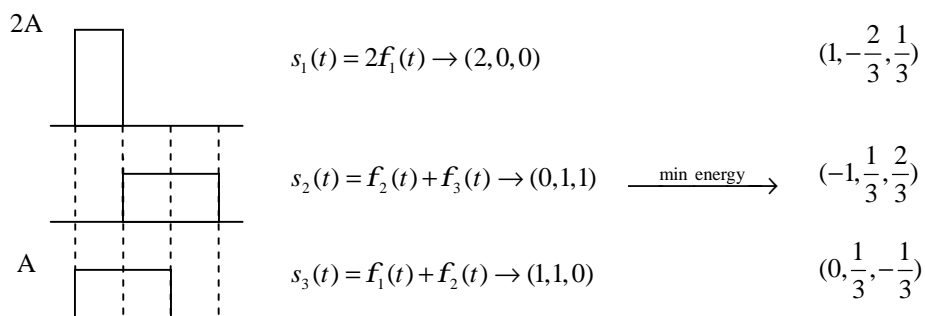 2A
s₁(t) = 2f₁(t) → (2,0,0)
(1,-2/3,1/3)
s₂(t) = f₂(t) + f₃(t) → (0,1,1)
min energy
(-1,1/3,2/3)
A
s₃(t) = f₁(t) + f₂(t) → (1,1,0)
(0,1/3,-1/3)